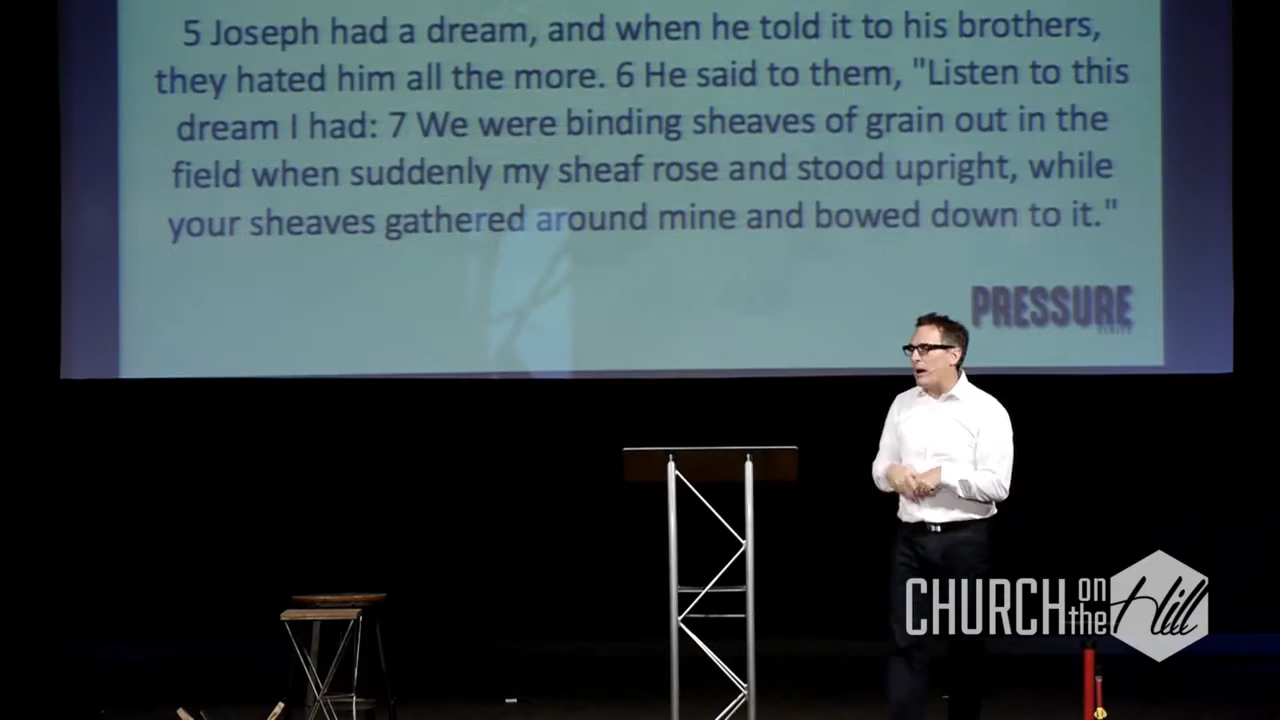 5 Joseph had a dream, and when he told it to his brothers,
they hated him all the more. 6 He said to them, "Listen to this
dream I had: 7 We were binding sheaves of grain out in the
field when suddenly my sheaf rose and stood upright, while
your sheaves gathered around mine and bowed down to it."
PRESSURE
CHURCH on the Hill